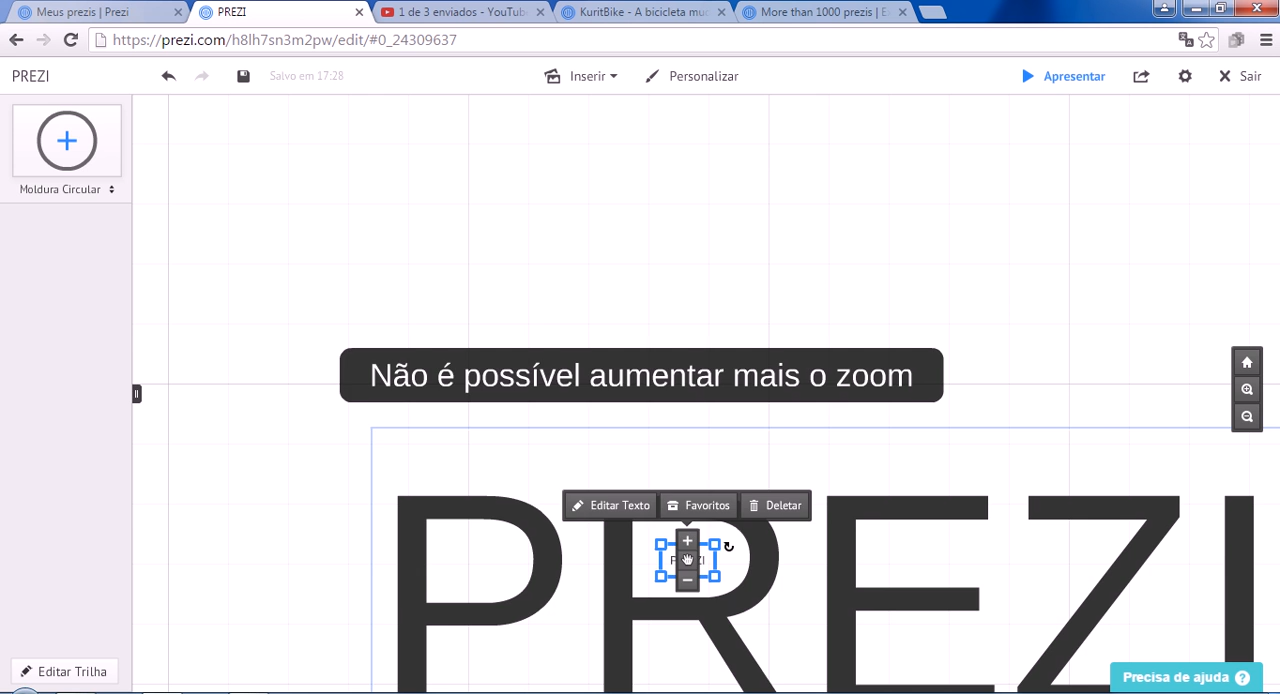 Meus prezis | Prezi
PREZI
1 de 3 enviados - YouTub
KuritBike - A bicicleta mu
More than 1000 prezis | E
https://prezi.com/h8lh7sn3m2pw/edit/#0_24309637
PREZI
Salvo em 17:28
Inserir
Personalizar
Apresentar
Sair
Moldura Circular
Não é possível aumentar mais o zoom
Editar Texto
Favoritos
Deletar
PREZI
Editar Trilha
Precisa de ajuda ?